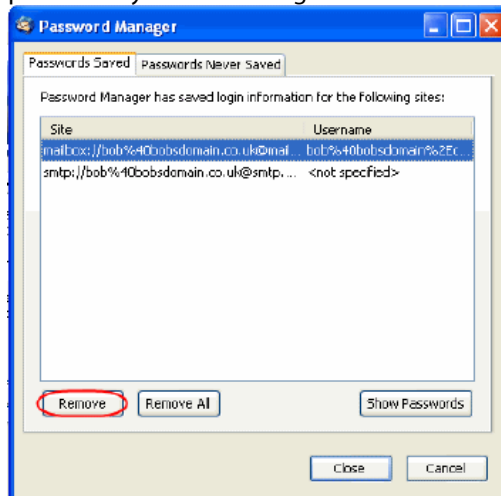 Password Manager
Passwords Saved Passwords Never Saved
Password Manager has saved login information for the following sites:
Site Username
mailbox://bob%40bobsdomain.co.uk@mail... bob%40bobsdomain%2Ec...
smtp://bob%40bobsdomain.co.uk@smtp.... <not specified>
Remove Remove All Show Passwords
Close Cancel